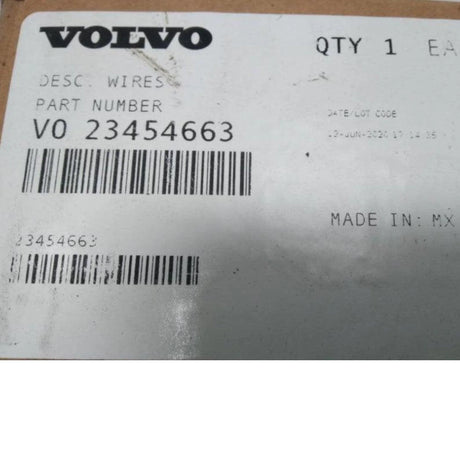 VOLVO
QTY 1 EA
DESC. WIRES
PART NUMBER
VO 23454663
DATE/LOT CODE
MADE IN: MX
23454663